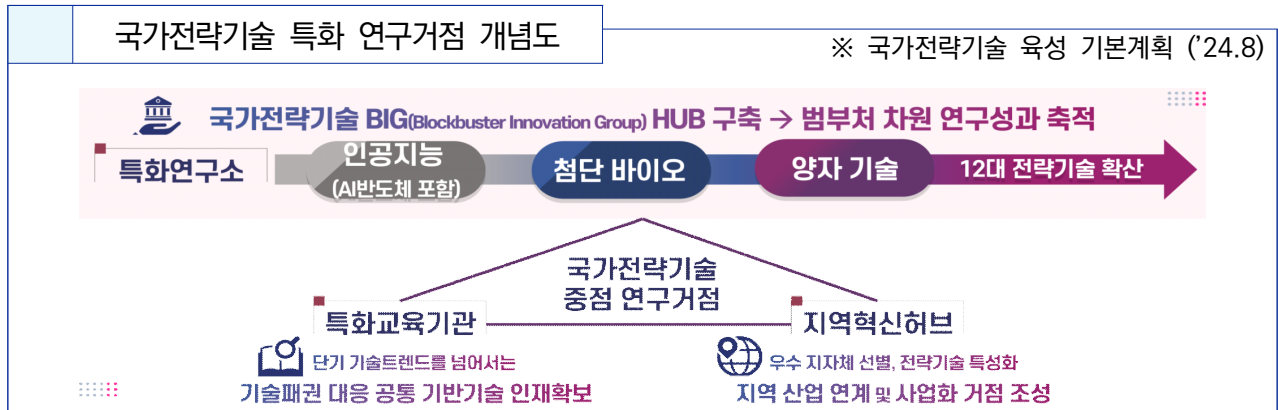 국가전략기술 특화 연구거점 개념도
※ 국가전략기술 육성 기본계획 (’24.8)
국가전략기술 BIG(Blockbuster Innovation Group) HUB 구축 → 범부처 차원 연구성과 축적
특화연구소
인공지능
(AI반도체 포함)
첨단 바이오
양자 기술
12대 전략기술 확산
국가전략기술
중점 연구거점
특화교육기관
단기 기술트렌드를 넘어서는
기술패권 대응 공통 기반기술 인재확보
지역혁신허브
우수 지자체 선별, 전략기술 특성화
지역 산업 연계 및 사업화 거점 조성